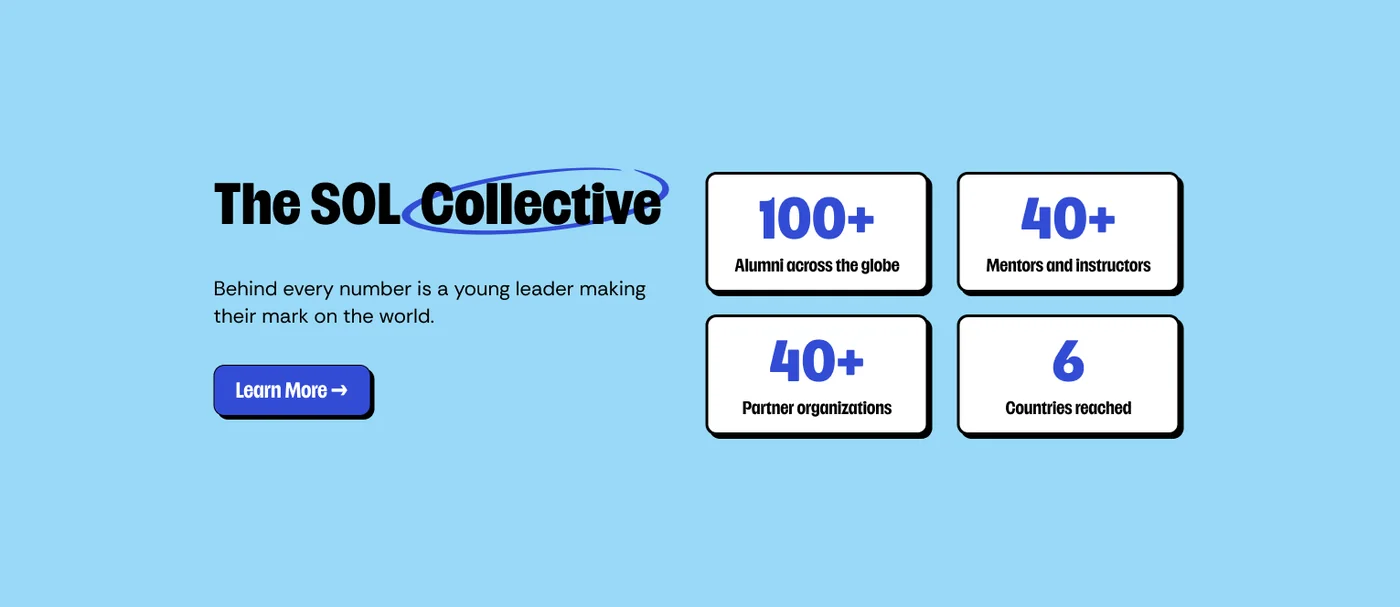 The SOL Collective
Behind every number is a young leader making
their mark on the world.
Learn More →
100+
Alumni across the globe
40+
Mentors and instructors
40+
Partner organizations
6
Countries reached